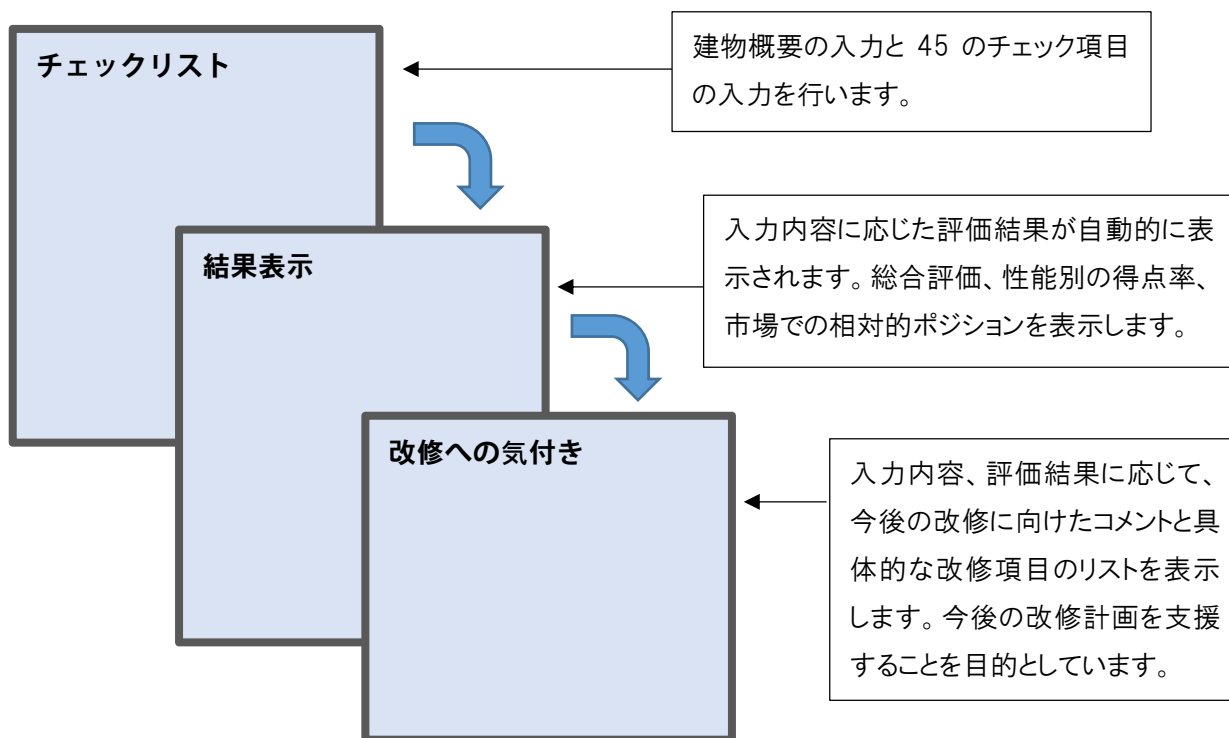 チェックリスト
建物概要の入力と 45 のチェック項目
の入力を行います。
結果表示
入力内容に応じた評価結果が自動的に表
示されます。総合評価、性能別の得点率、
市場での相対的ポジションを表示します。
改修への気付き
入力内容、評価結果に応じて、
今後の改修に向けたコメントと具
体的な改修項目のリストを表示
します。今後の改修計画を支援
することを目的としています。